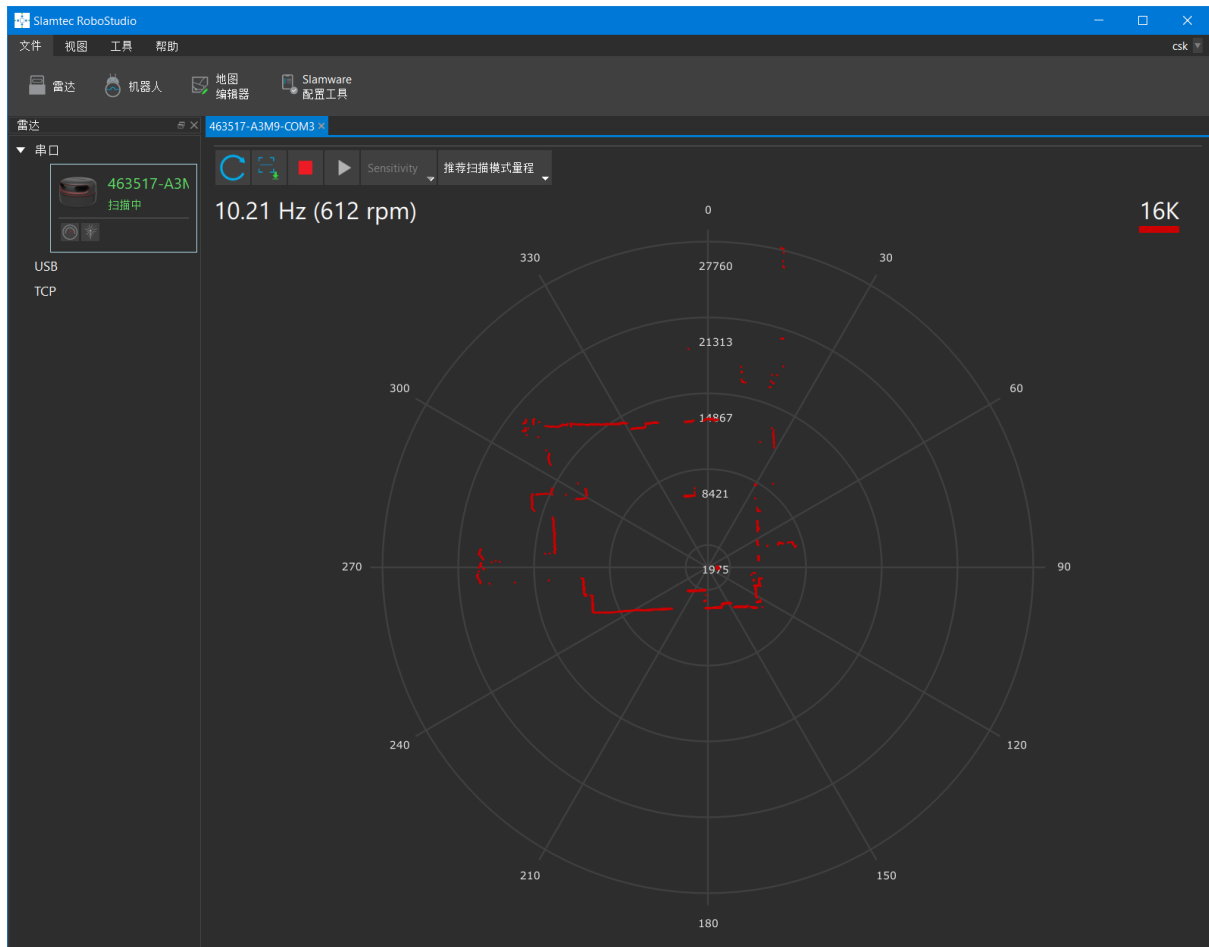 Slamtec RoboStudio
文件 视图 工具 帮助
csk
雷达
机器人
地图
编辑器
Slamware
配置工具
雷达
463517-A3M9-COM3
串口
463517-A3M
扫描中
USB
TCP
Sensitivity
推荐扫描模式量程
10.21 Hz (612 rpm)
16K
0
330
30
27760
21313
300
60
14867
8421
270
1975
90
240
120
210
150
180